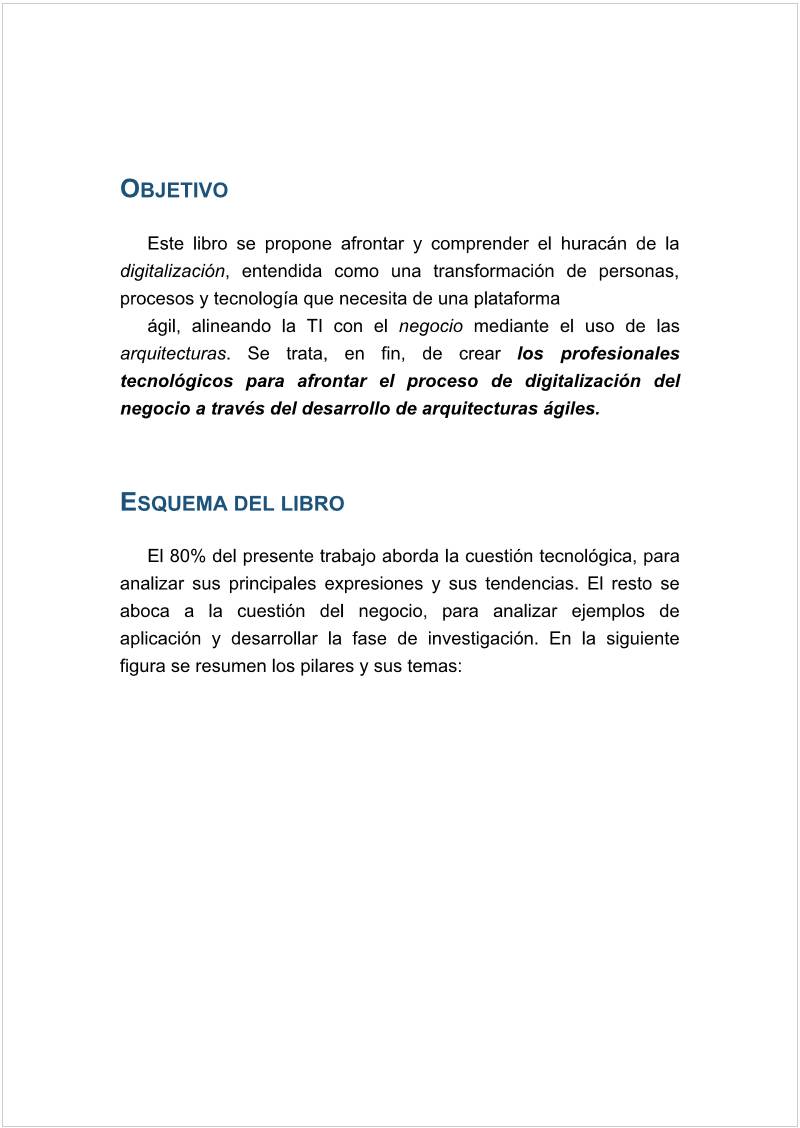 OBJETIVO
Este libro se propone afrontar y comprender el huracán de la
digitalización, entendida como una transformación de personas,
procesos y tecnología que necesita de una plataforma
ágil, alineando la TI con el negocio mediante el uso de las
arquitecturas. Se trata, en fin, de crear los profesionales
tecnológicos para afrontar el proceso de digitalización del
negocio a través del desarrollo de arquitecturas ágiles.
ESQUEMA DEL LIBRO
El 80% del presente trabajo aborda la cuestión tecnológica, para
analizar sus principales expresiones y sus tendencias. El resto se
aboca a la cuestión del negocio, para analizar ejemplos de
aplicación y desarrollar la fase de investigación. En la siguiente
figura se resumen los pilares y sus temas: